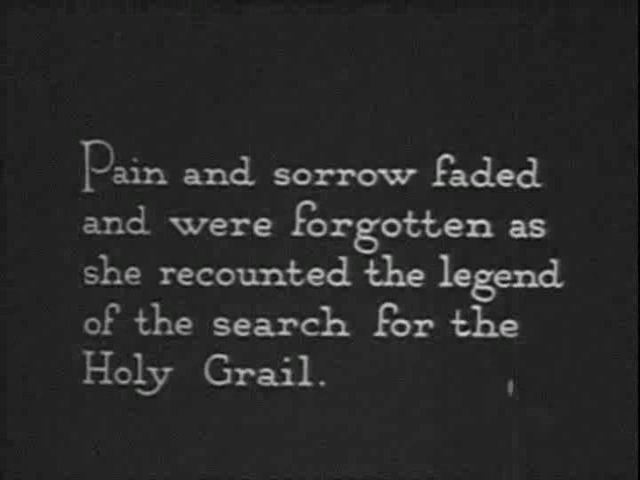 Pain and sorrow faded
and were forgotten as
she recounted the legend
of the search for the
Holy Grail.